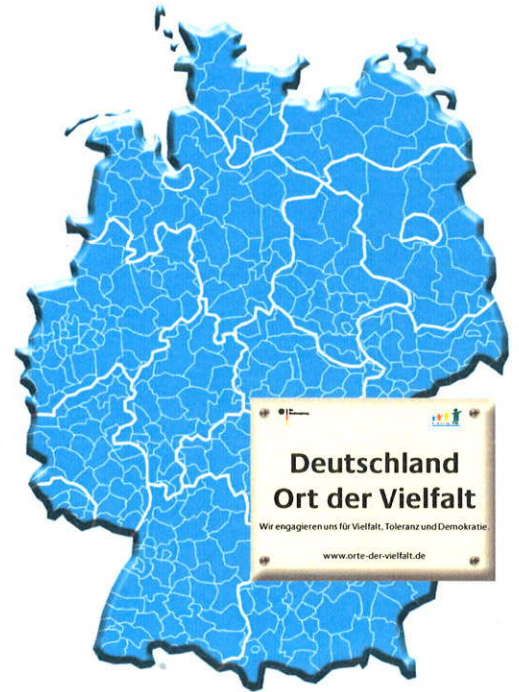 Deutschland
Ort der Vielfalt
Wir engagieren uns für Vielfalt, Toleranz und Demokratie.
www.orte-der-vielfalt.de